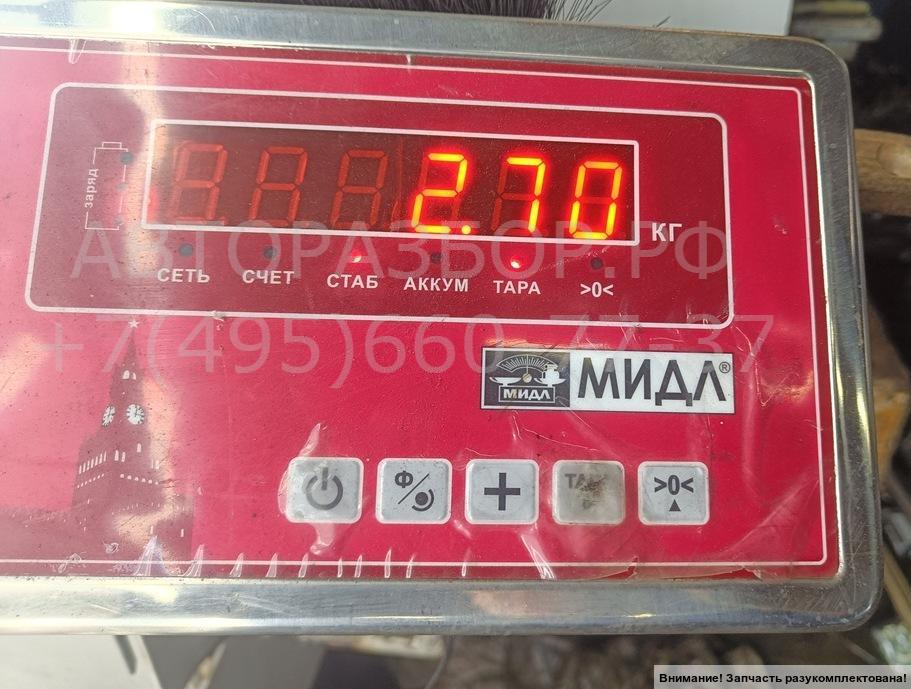 2.70
КГ
заряд
АВТОРАЗБОР.РФ
СЕТЬ СЧЕТ СТАБ АККУМ ТАРА >0<
+7(495)660-77-37
МИДЛ
МИДЛ®
Ф/
+
>0<
Внимание! Запчасть разукомплектована!